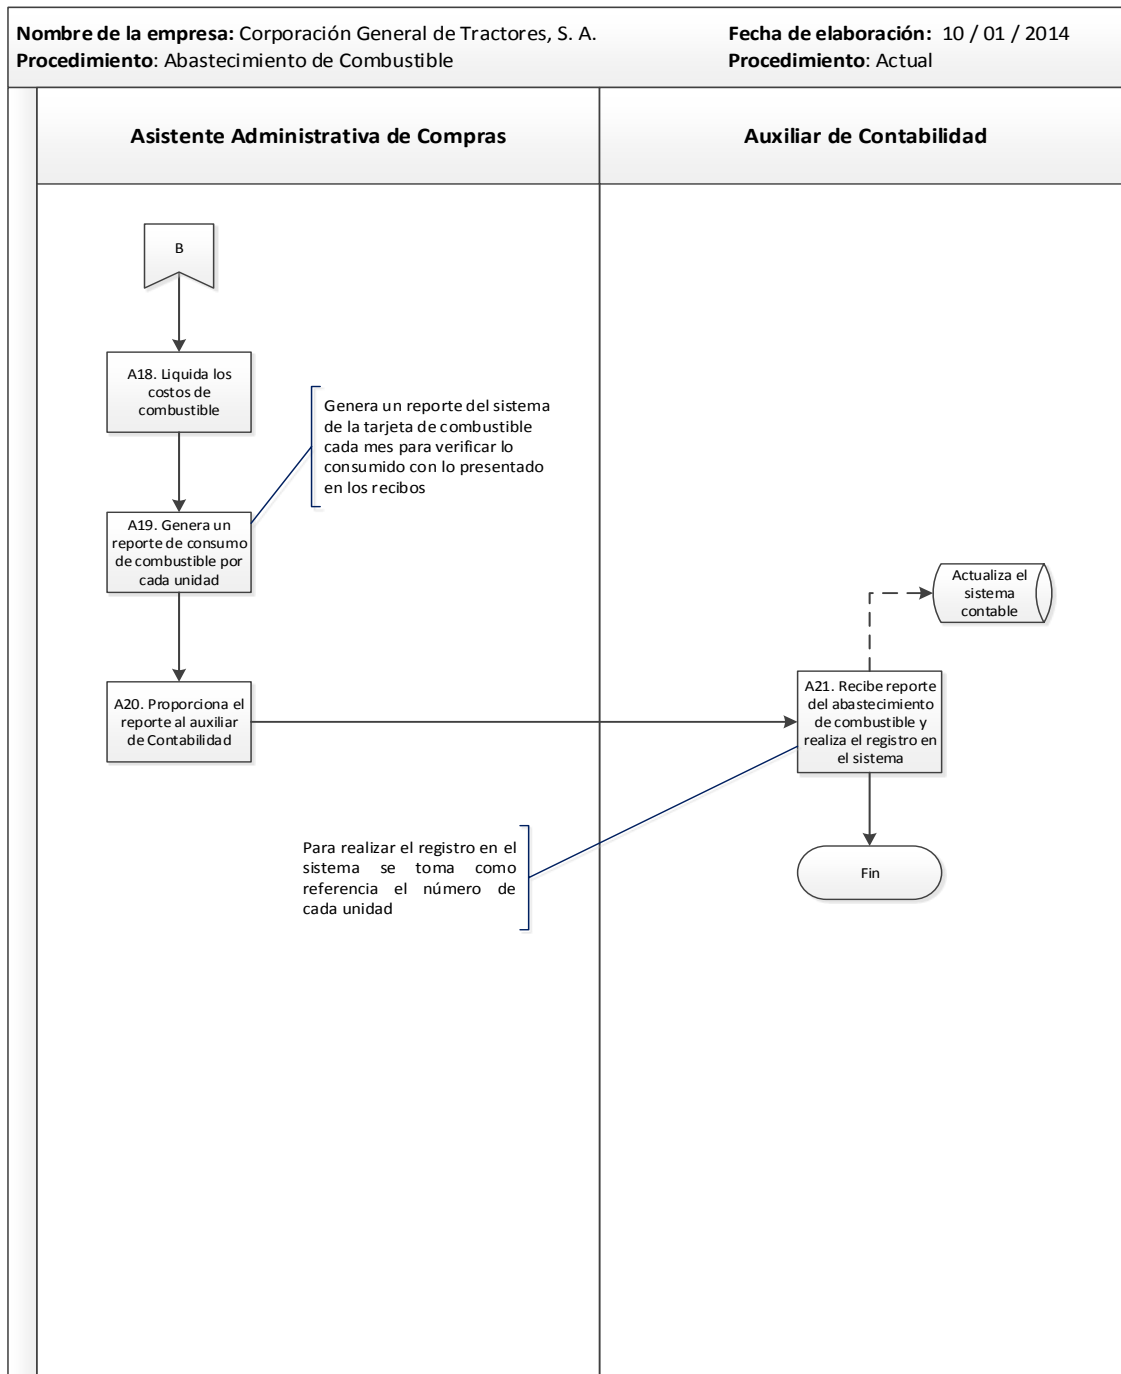 Nombre de la empresa: Corporación General de Tractores, S. A.
Fecha de elaboración: 10 / 01 / 2014
Procedimiento: Abastecimiento de Combustible
Procedimiento: Actual
Asistente Administrativa de Compras
Auxiliar de Contabilidad
B
A18. Liquida los
costos de
combustible
Genera un reporte del sistema
de la tarjeta de combustible
cada mes para verificar lo
consumido con lo presentado
en los recibos
A19. Genera un
reporte de consumo
de combustible por
cada unidad
Actualiza el
sistema
contable
A20. Proporciona el
reporte al auxiliar
de Contabilidad
A21. Recibe reporte
del abastecimiento
de combustible y
realiza el registro en
el sistema
Para realizar el registro en el
sistema se toma como
referencia el número de
cada unidad
Fin